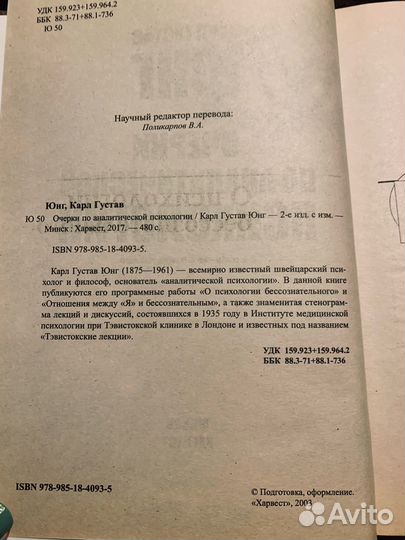 УДК 159.923+159.964.2
ББК 88.3-71+88.1-736
Ю 50
Научный редактор перевода:
Поликарпов В.А.
Юнг, Карл Густав
Ю 50 Очерки по аналитической психологии / Карл Густав Юнг — 2-е изд. с изм. —
Минск : Харвест, 2017. — 480 с.
ISBN 978-985-18-4093-5.
Карл Густав Юнг (1875—1961) — всемирно известный швейцарский пси-
холог и философ, основатель «аналитической психологии». В данной книге
публикуются его программные работы «О психологии бессознательного» и
«Отношения между «Я» и бессознательным», а также знаменитая стенограм-
ма лекций и дискуссий, состоявшихся в 1935 году в Институте медицинской
психологии при Тэвистокской клинике в Лондоне и известных под названием
«Тэвистокские лекции».
УДК 159.923+159.964.2
ББК 88.3-71+88.1-736
ISBN 978-985-18-4093-5
© Подготовка, оформление.
«Харвест», 2003
Avito